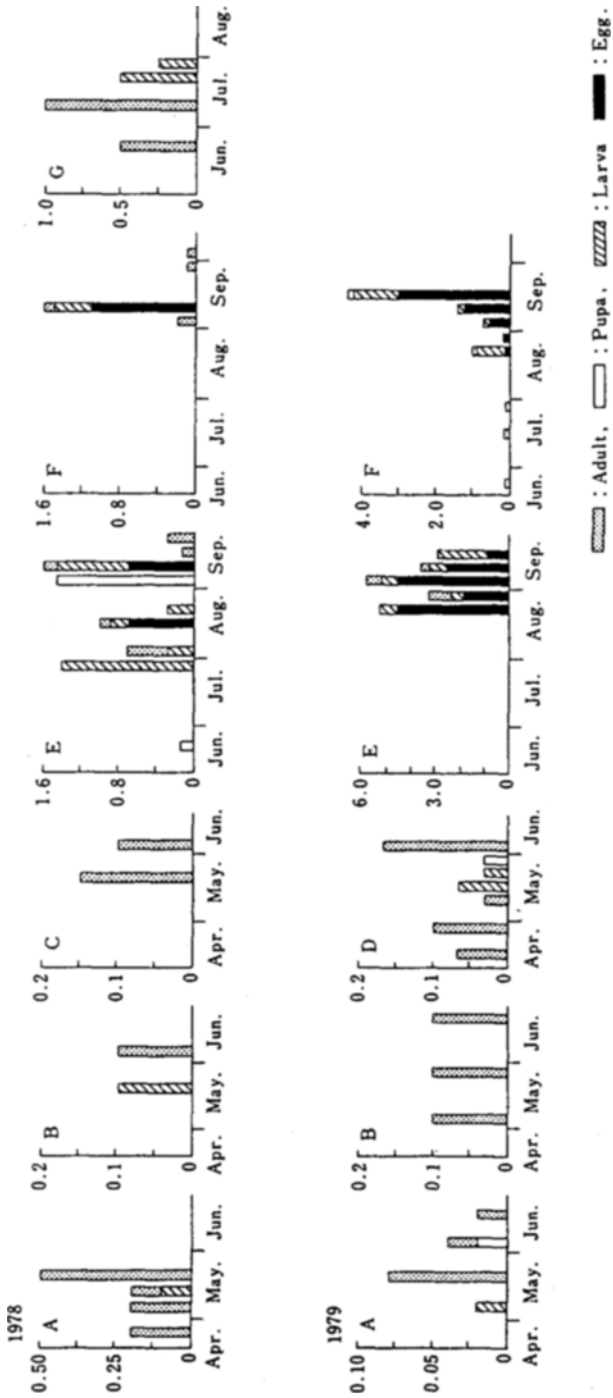 1978
A
0.50
0.25
0
Apr. May. Jun.
B
0.2
0.1
0
Apr. May. Jun.
C
0.2
0.1
0
Apr. May. Jun.
E
1.6
0.8
0
Jun. Jul. Aug. Sep.
F
1.6
0.8
0
Jun. Jul. Aug. Sep.
G
1.0
0.5
0
Jun. Jul. Aug.
1979
A
0.10
0.05
0
Apr. May. Jun.
B
0.2
0.1
0
Apr. May. Jun.
D
0.2
0.1
0
Apr. May. Jun.
E
6.0
3.0
0
Jun. Jul. Aug. Sep.
F
4.0
2.0
0
Jun. Jul. Aug. Sep.
: Adult, : Pupa, : Larva : Egg.